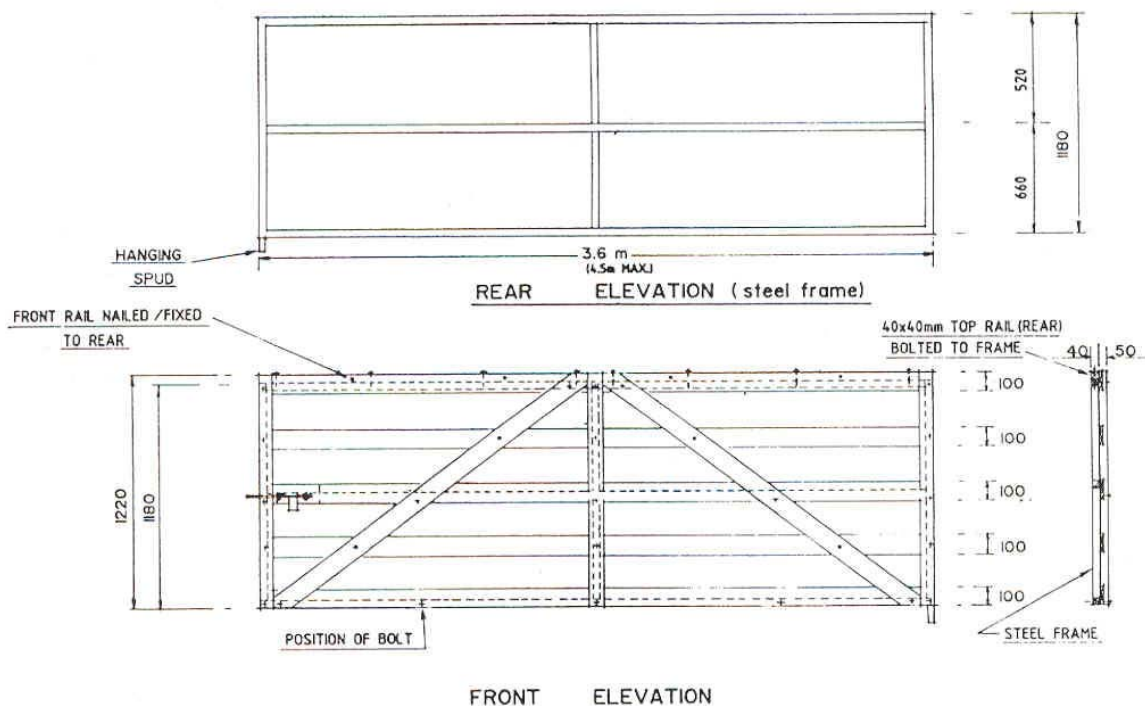 520
1180
660
HANGING
SPUD
3.6 m
(4.5m MAX.)
REAR ELEVATION (steel frame)
FRONT RAIL NAILED / FIXED
TO REAR
40x40mm TOP RAIL (REAR)
BOLTED TO FRAME
40 50
100
100
100
100
100
1220
1180
POSITION OF BOLT
STEEL FRAME
FRONT ELEVATION